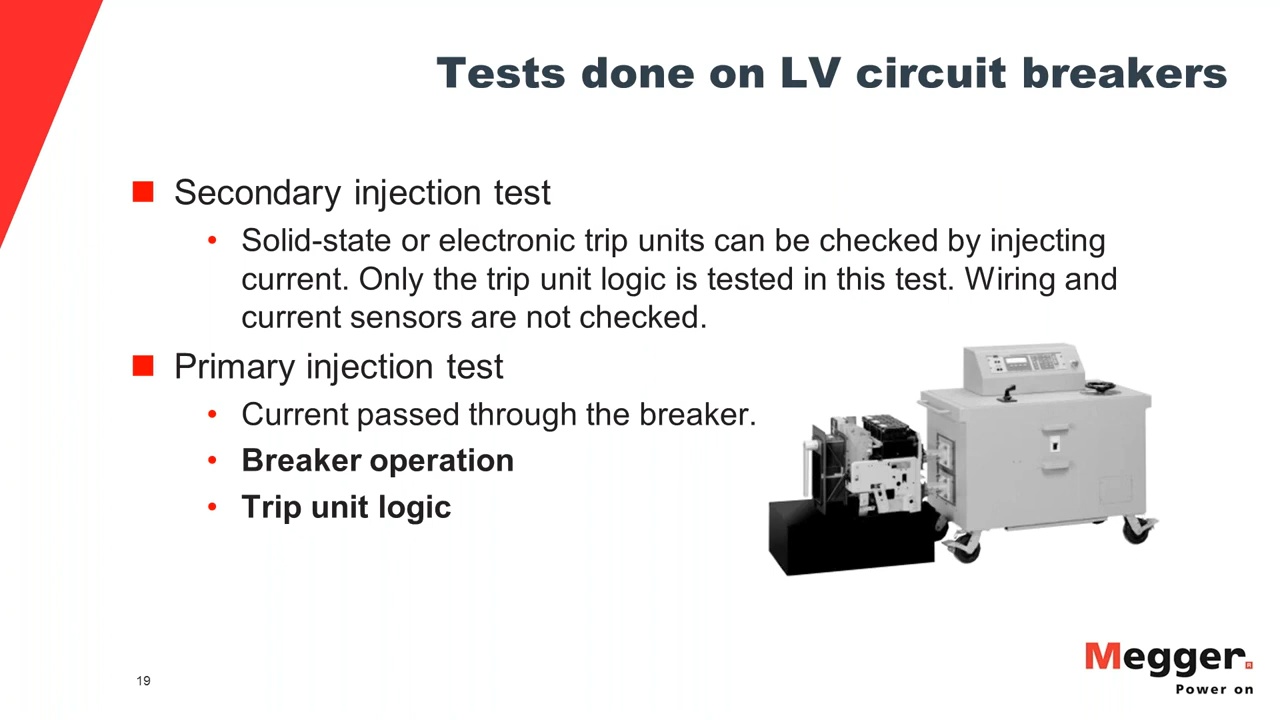 Tests done on LV circuit breakers
Secondary injection test
• Solid-state or electronic trip units can be checked by injecting
current. Only the trip unit logic is tested in this test. Wiring and
current sensors are not checked.
Primary injection test
• Current passed through the breaker.
• Breaker operation
• Trip unit logic
Megger
Power on
19